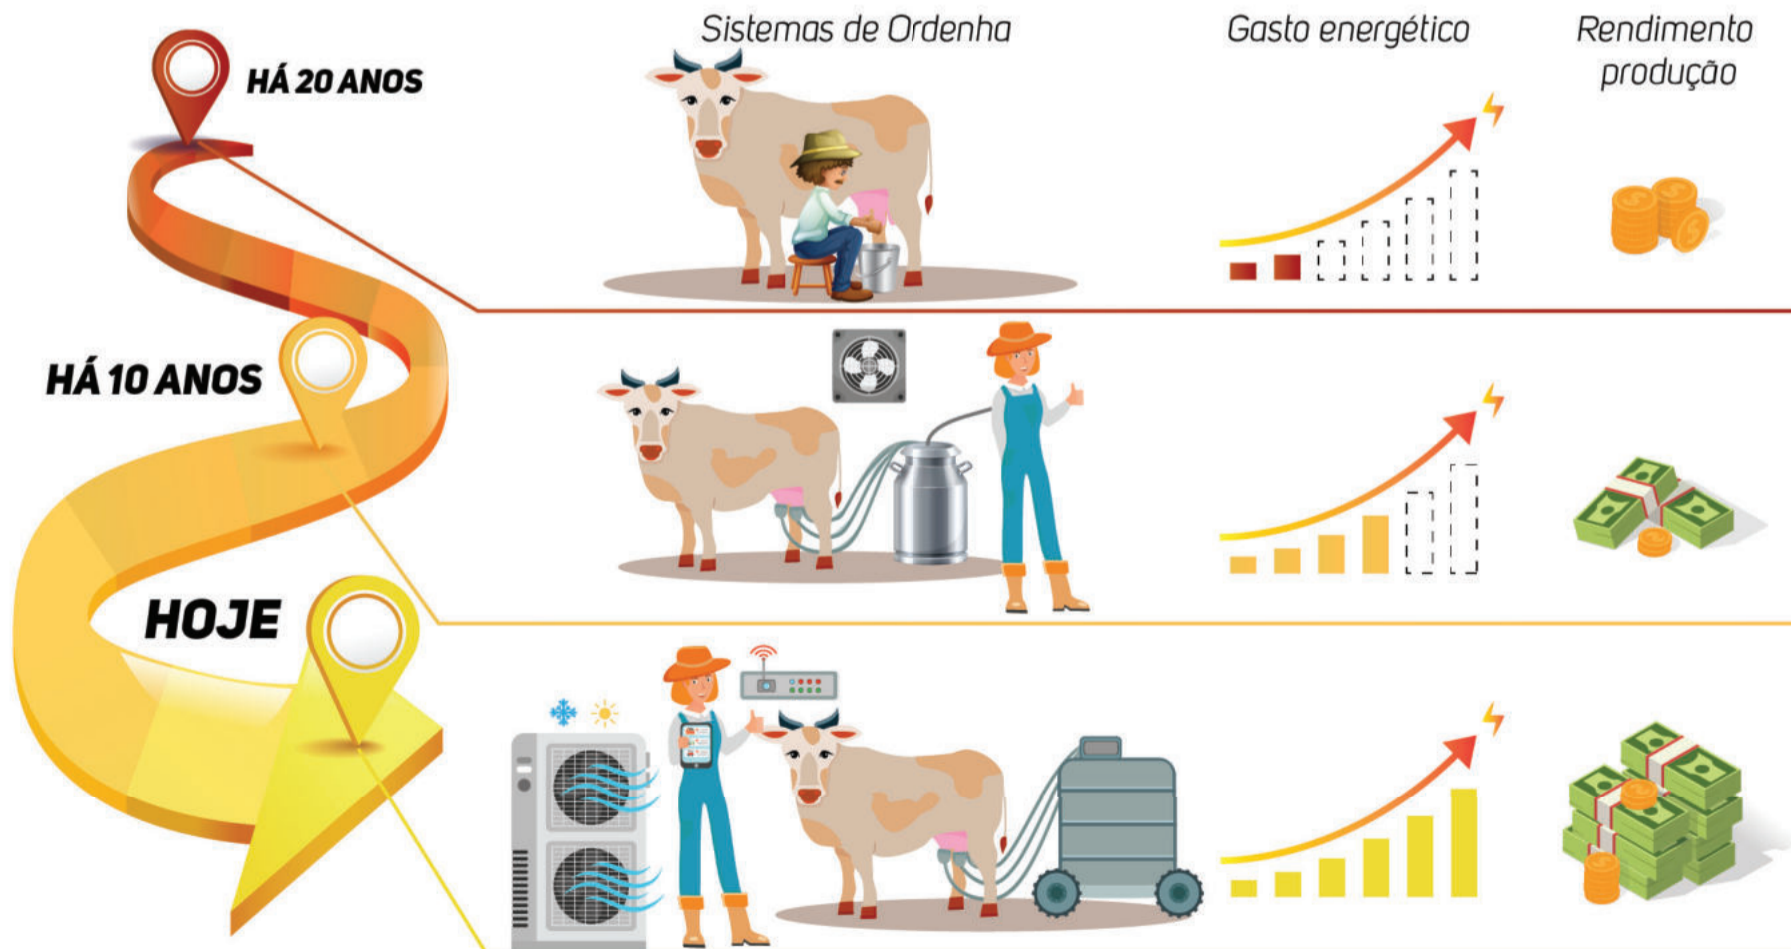 Sistemas de Ordenha
Gasto energético
Rendimento
produção
HÁ 20 ANOS
HÁ 10 ANOS
HOJE